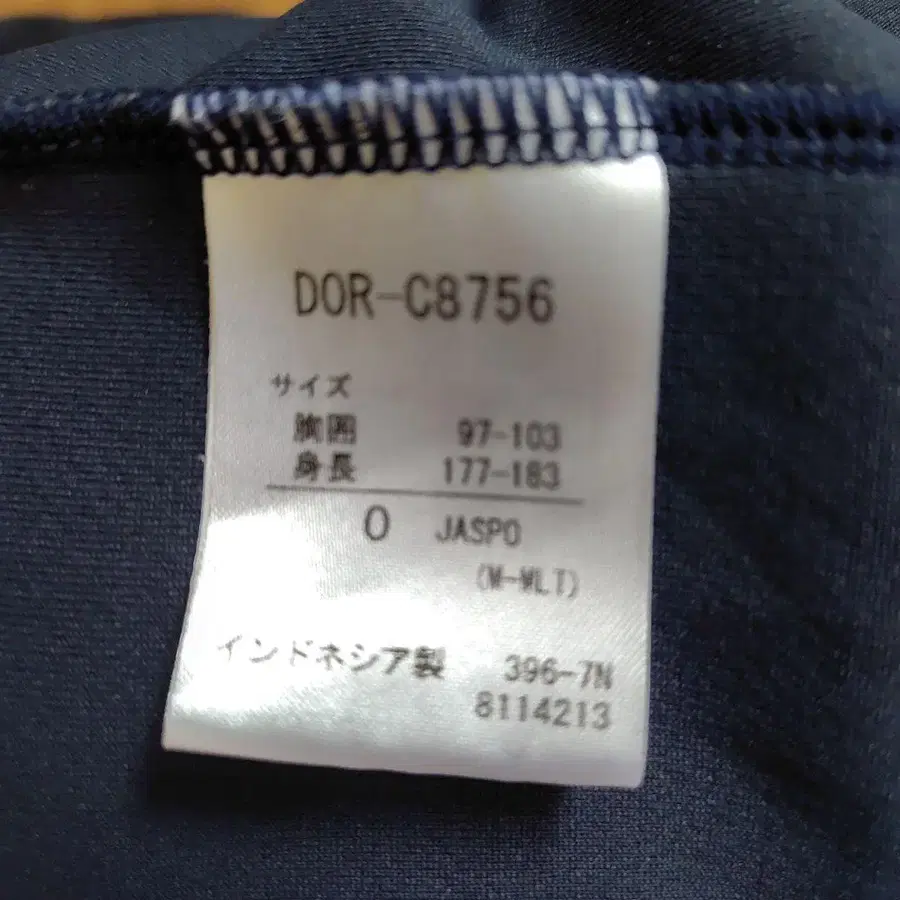 DOR-C8756
サイズ
胸囲 97-103
身長 177-183
O JASPO
(M-MLT)
インドネシア製 396-7N
8114213